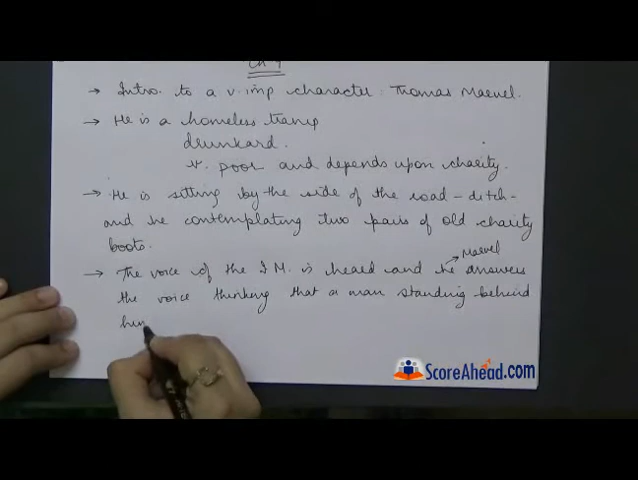 Ch 9
→ Intro. to a v. imp character : Thomas Marvel.
→ He is a homeless tramp
drunkard.
v. poor and depends upon charity.
→ He is sitting by the side of the road – ditch –
and he contemplating two pairs of old charity
boots.
Marvel
→ The voice of the I M. is heard and he answers
the voice thinking that a man standing behind
him
ScoreAhead.com